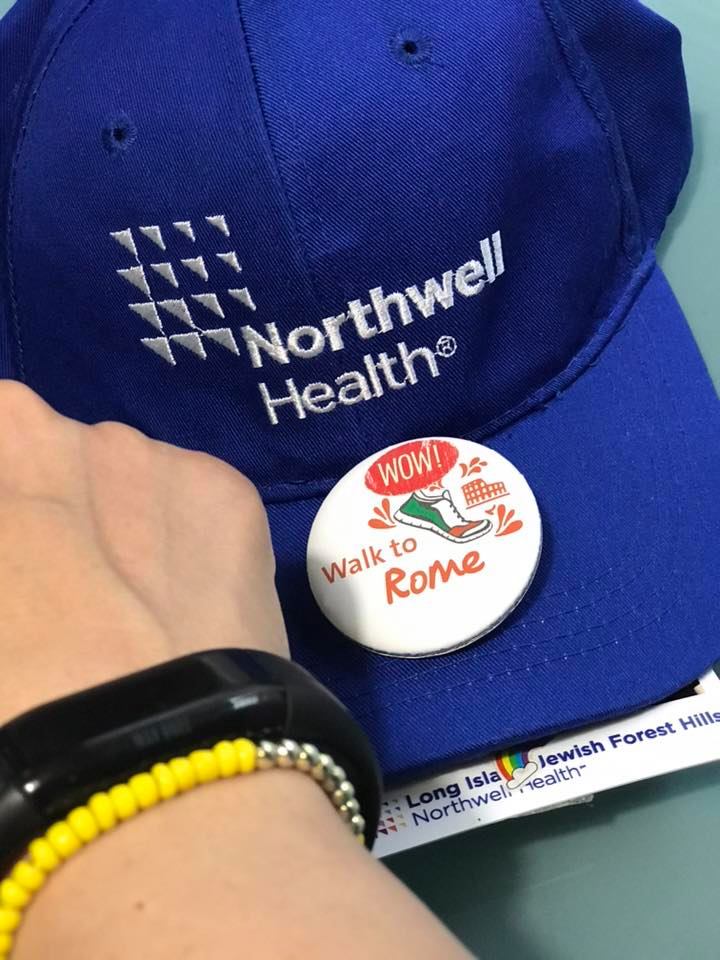 Northwell
Health®
WOW!
Walk to
Rome
Long Isla Jewish Forest Hills
Northwell Health